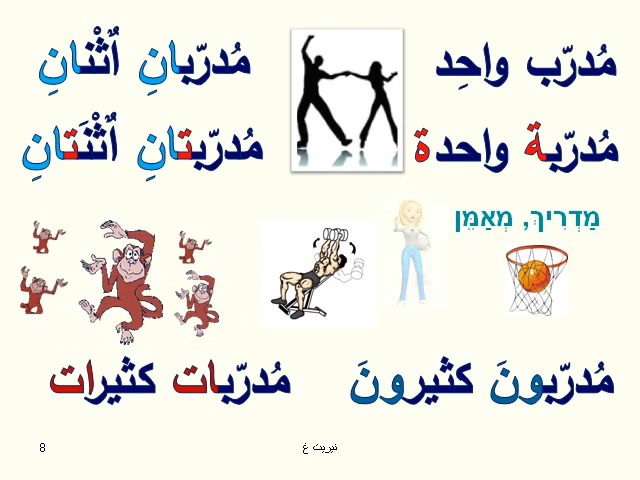 مُدرّب واحِد مُدرّبانِ اٌثْنانِ
مُدرّبة واحدة مُدرّبتانِ اٌثْنَتانِ
מַדְרִיךְ, מְאַמֵּן
مُدرّبونَ كثيرونَ مُدرّبات كثيرات
8 نيريت غ